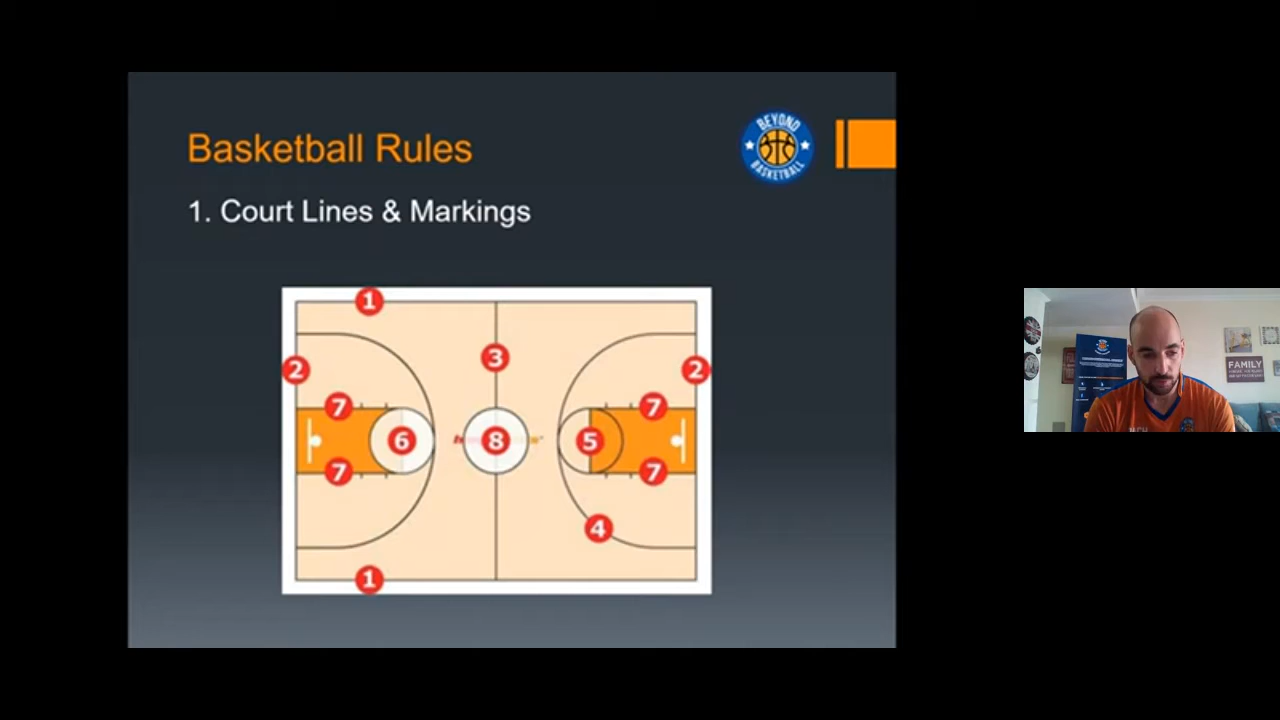 Basketball Rules
BEYOND
BASKETBALL
1. Court Lines & Markings
1
3
2
2
7
7
6
8
5
7
7
4
1
FAMILY